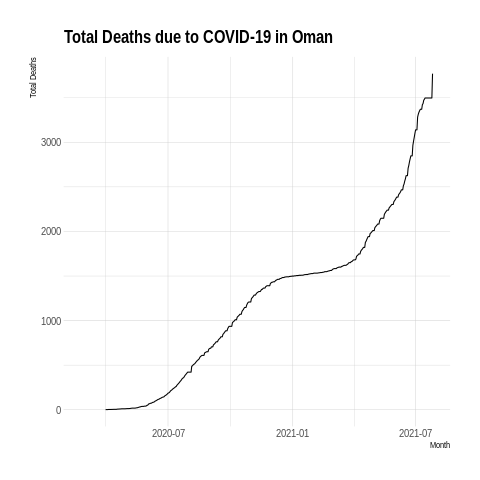 Total Deaths due to COVID-19 in Oman
Total Deaths
3000
2000
1000
0
2020-07
2021-01
2021-07
Month